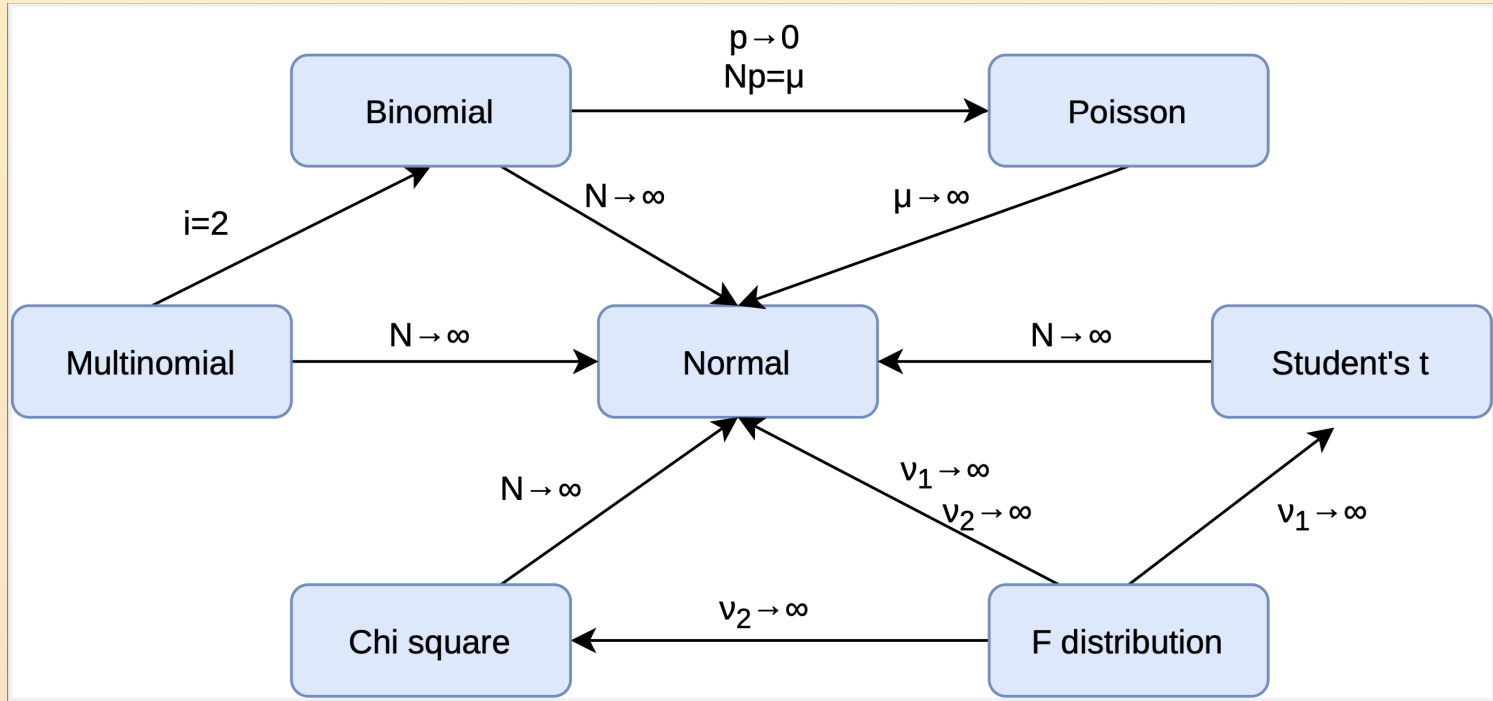 p→0
Np=μ
Binomial
Poisson
N→∞
μ→∞
i=2
Multinomial
N→∞
Normal
N→∞
Student's t
N→∞
ν₁→∞
ν₂→∞
ν₁→∞
Chi square
ν₂→∞
F distribution